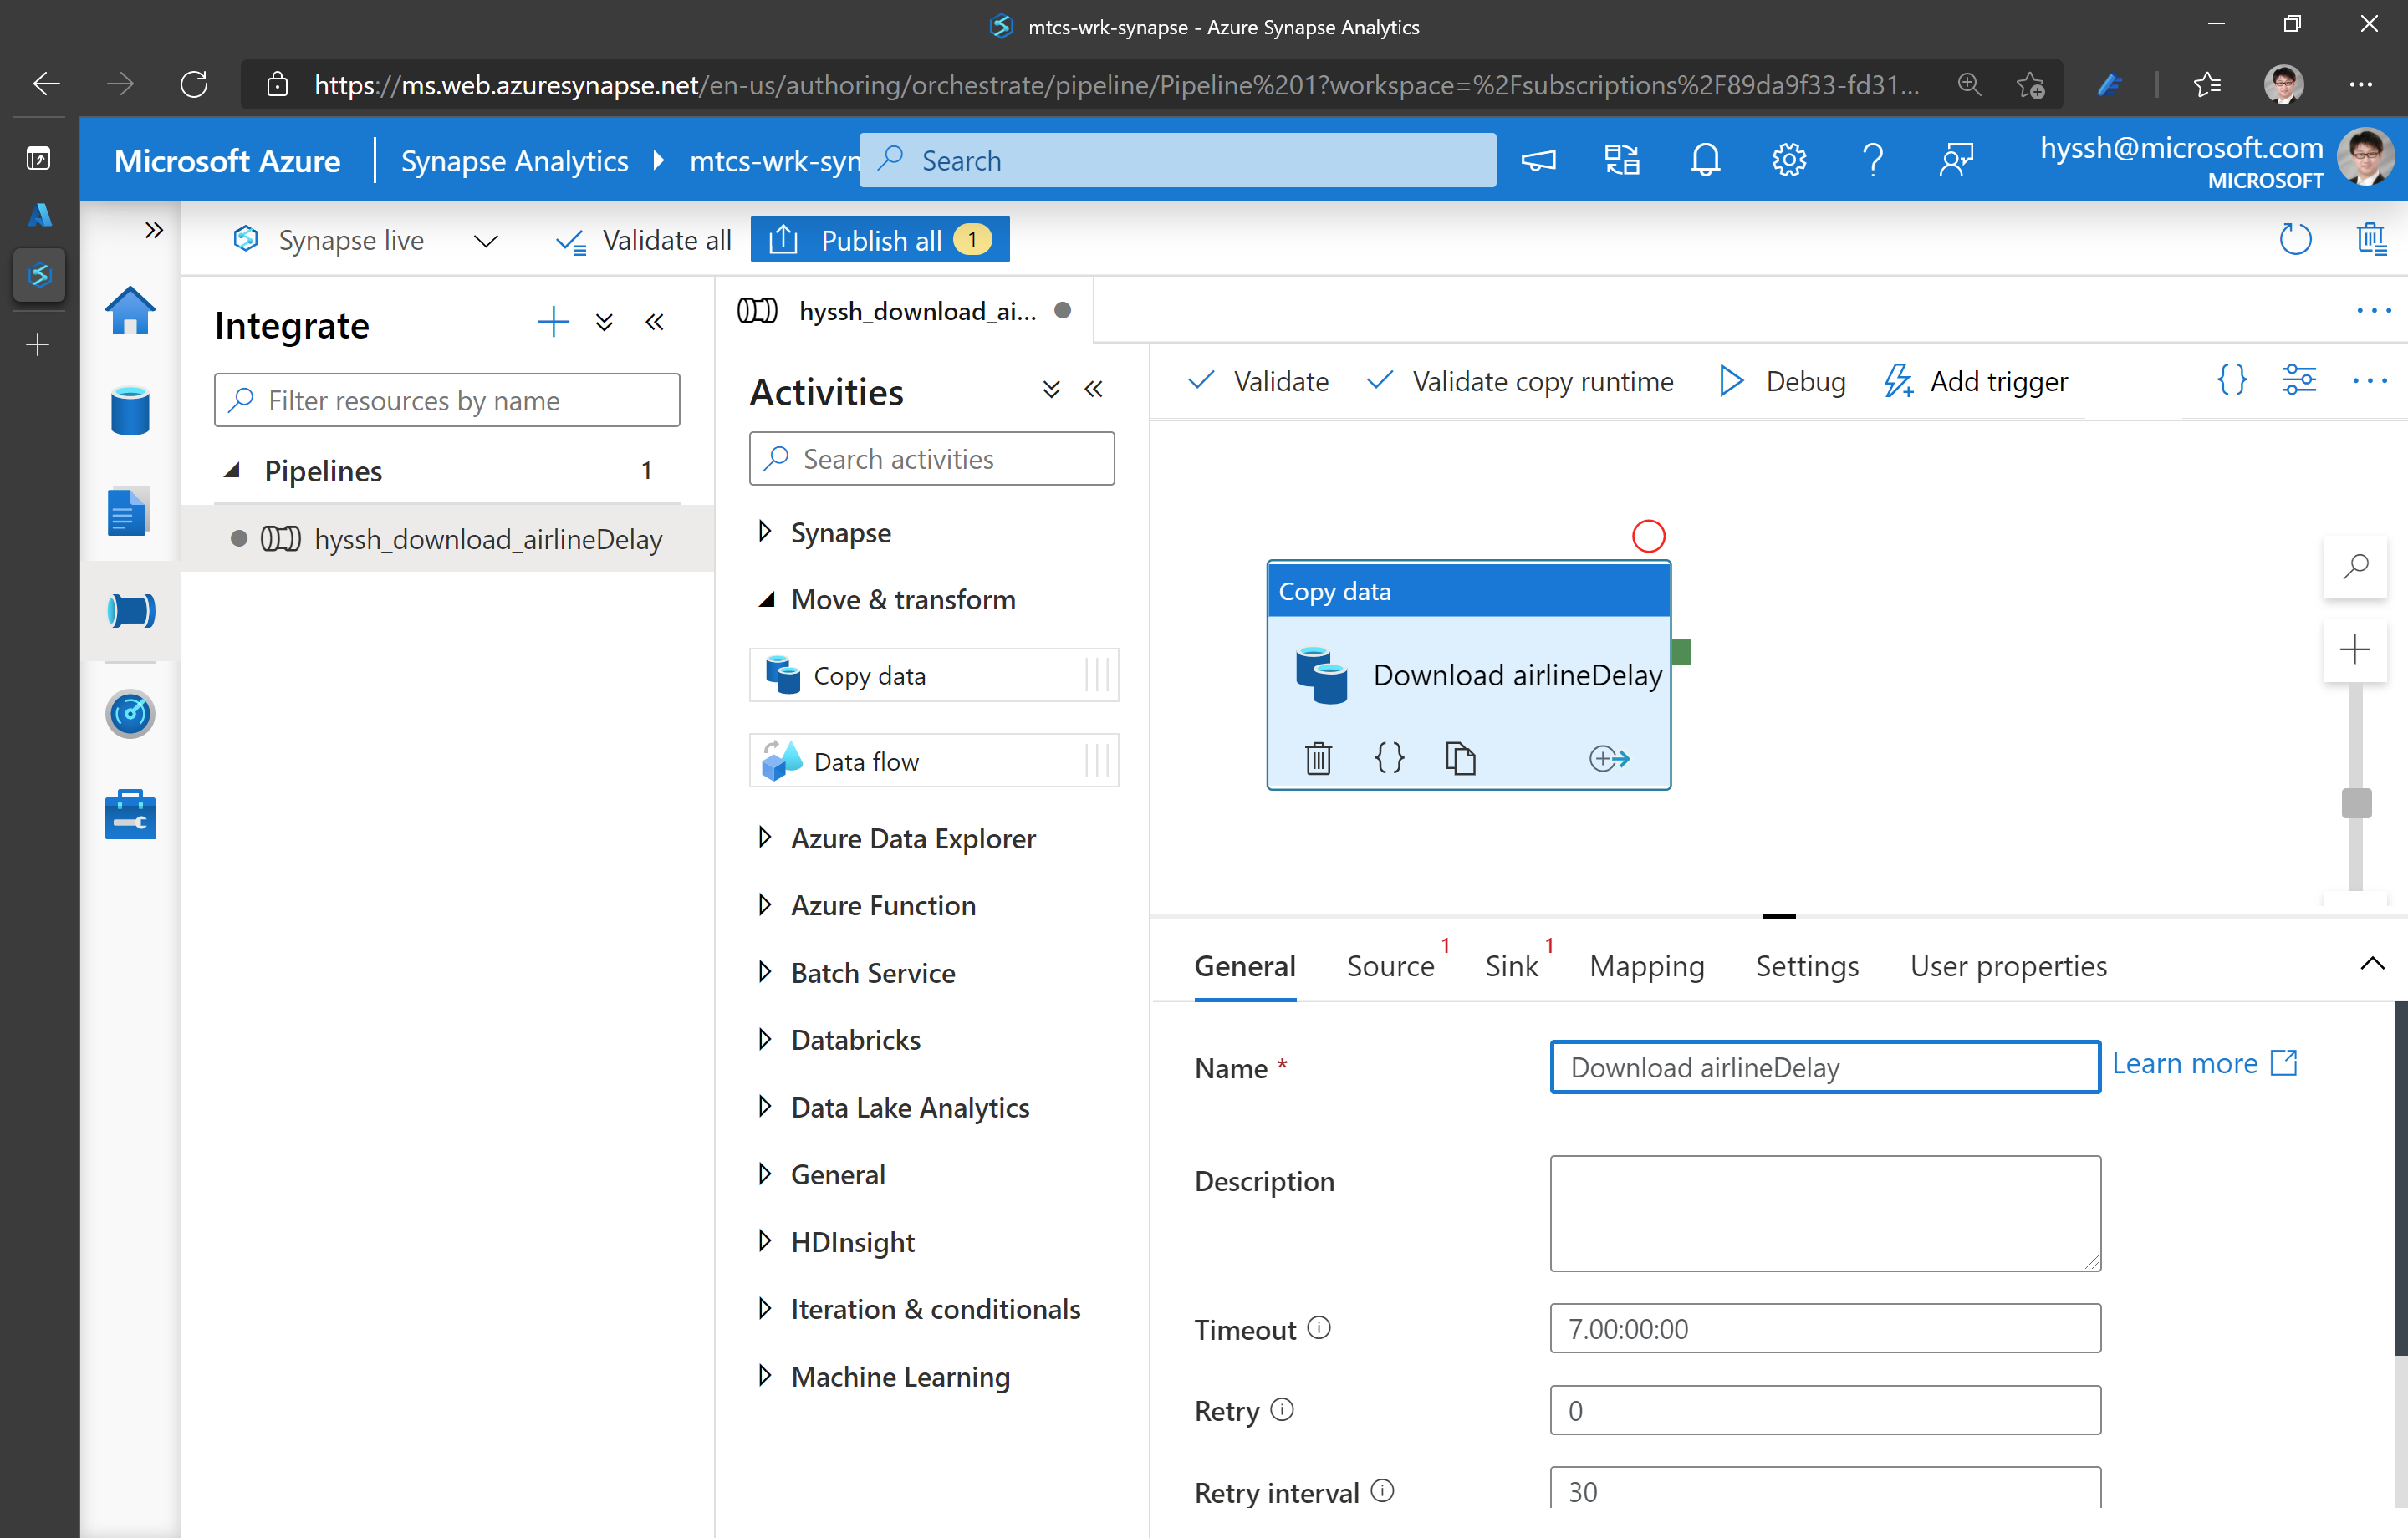 mtcs-wrk-synapse - Azure Synapse Analytics
https://ms.web.azuresynapse.net/en-us/authoring/orchestrate/pipeline/Pipeline%201?workspace=%2Fsubscriptions%2F89da9f33-fd31...
Microsoft Azure
Synapse Analytics
mtcs-wrk-syn
Search
hyssh@microsoft.com
MICROSOFT
Synapse live
Validate all
Publish all
1
Integrate
Filter resources by name
Pipelines
1
hyssh_download_airlineDelay
hyssh_download_ai...
Activities
Search activities
Synapse
Move & transform
Copy data
Data flow
Azure Data Explorer
Azure Function
Batch Service
Databricks
Data Lake Analytics
General
HDInsight
Iteration & conditionals
Machine Learning
Validate
Validate copy runtime
Debug
Add trigger
Copy data
Download airlineDelay
General
Source 1
Sink 1
Mapping
Settings
User properties
Name *
Download airlineDelay
Learn more
Description
Timeout
7.00:00:00
Retry
0
Retry interval
30